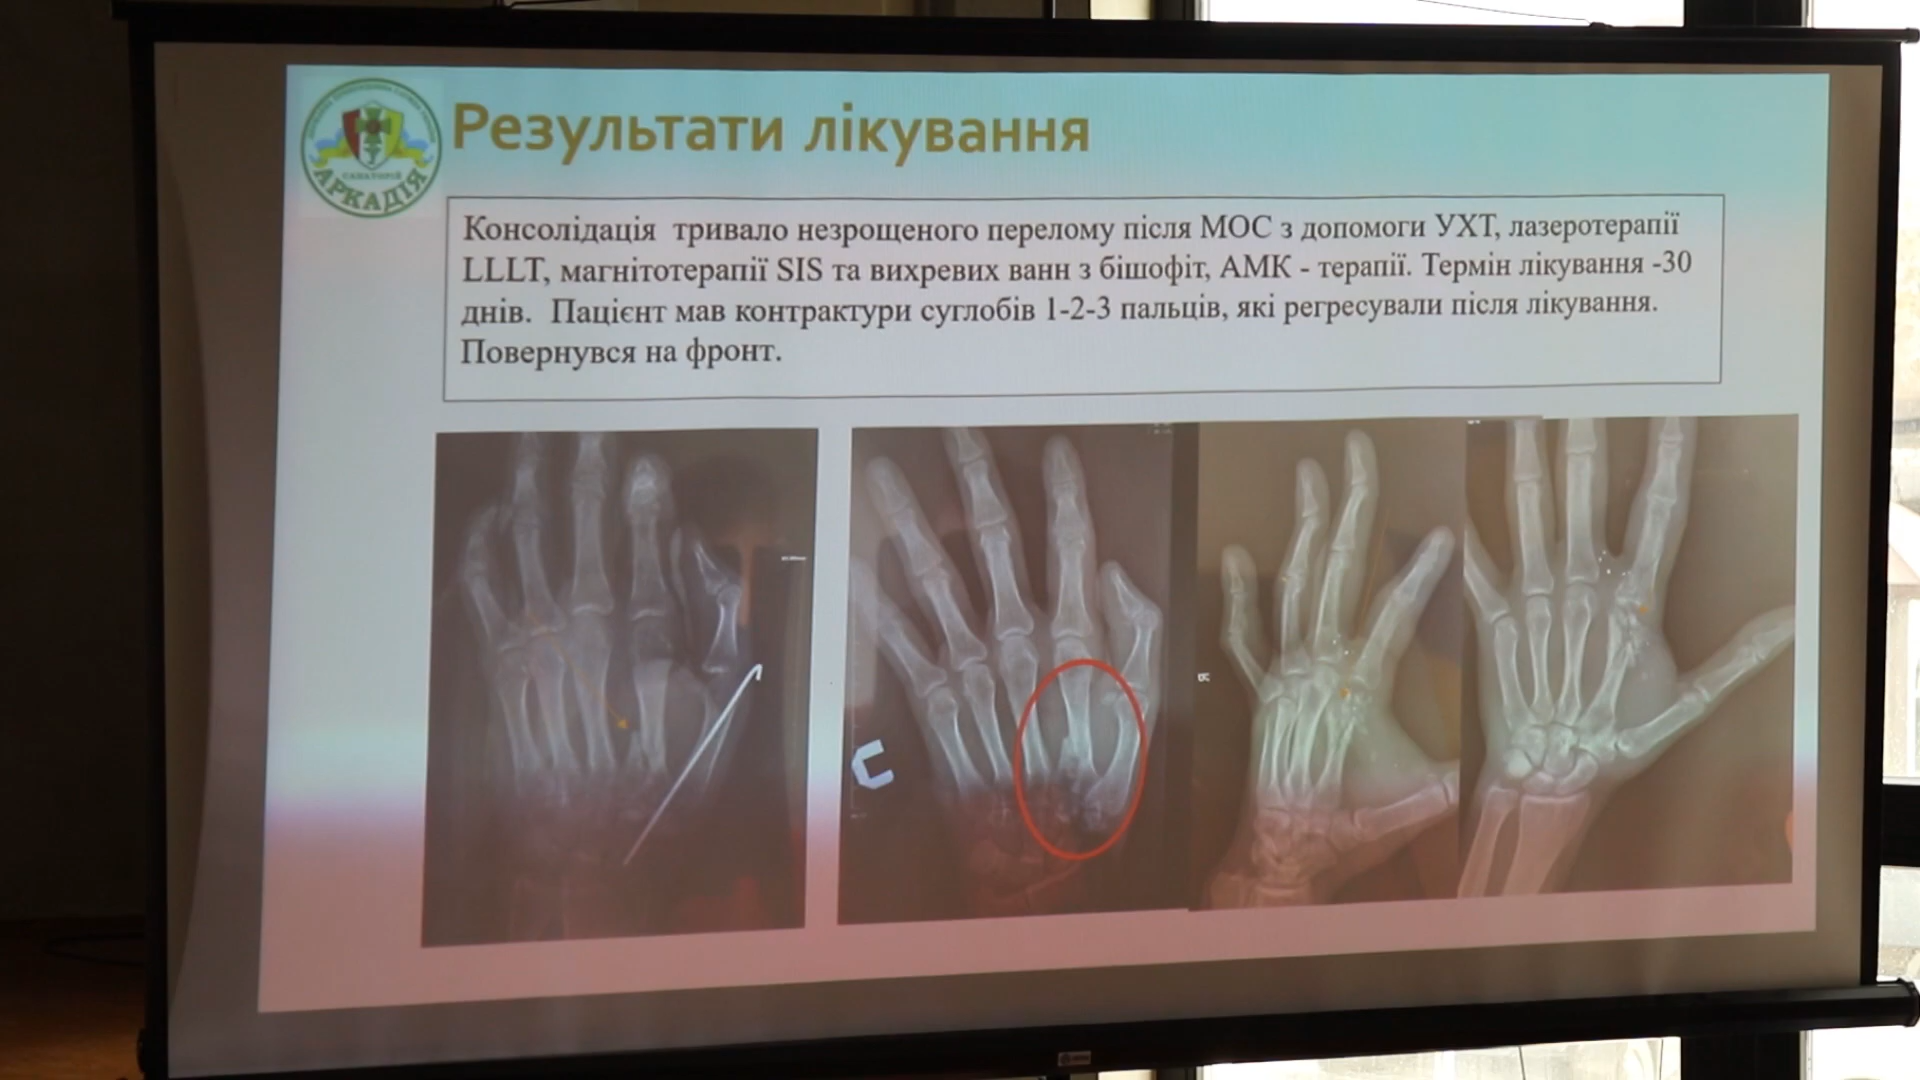 Результати лікування
САНАТОРІЙ
АРКАДІЯ
Консолідація тривало незрощеного перелому після МОС з допомоги УХТ, лазеротерапії
LLLT, магнітотерапії SIS та вихревих ванн з бішофіт, АМК - терапії. Термін лікування -30
днів. Пацієнт мав контрактури суглобів 1-2-3 пальців, які регресували після лікування.
Повернувся на фронт.